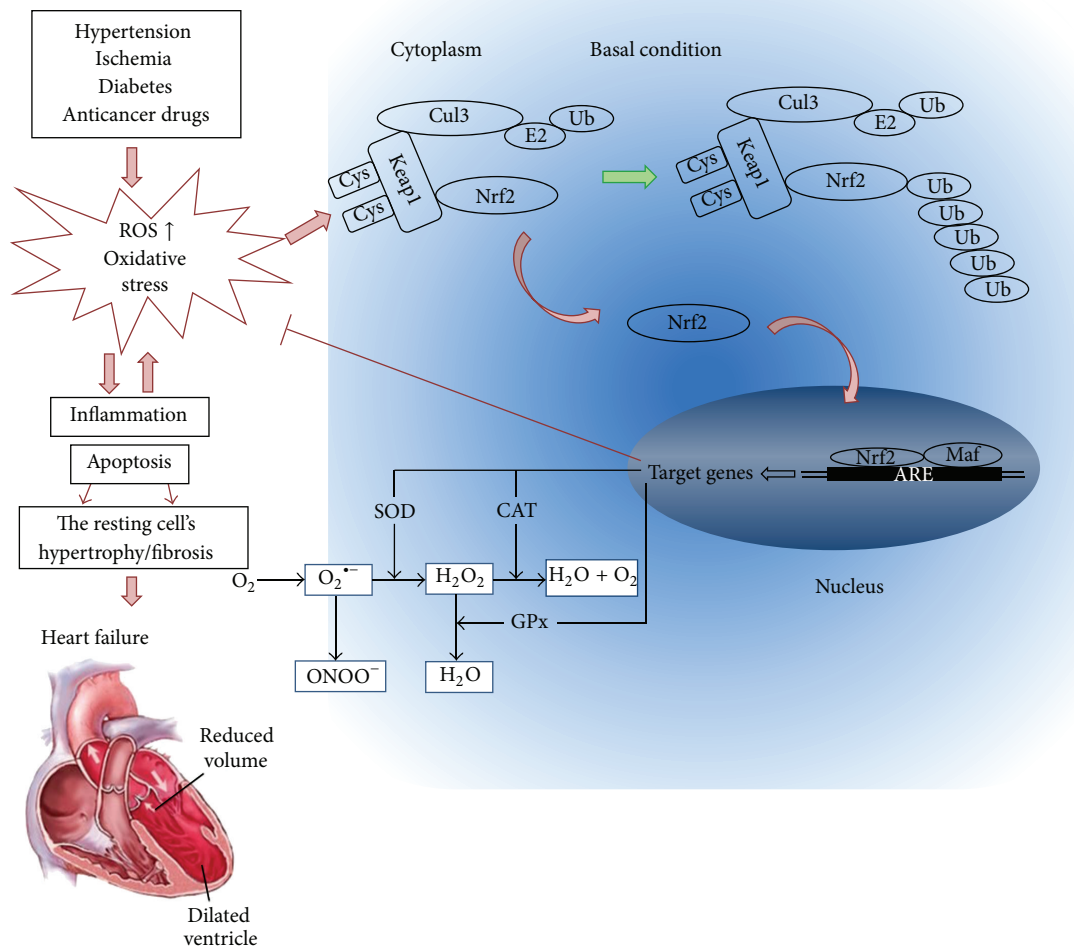 Hypertension
Ischemia
Diabetes
Anticancer drugs
ROS ↑
Oxidative
stress
Inflammation
Apoptosis
The resting cell's
hypertrophy/fibrosis
Heart failure
Reduced
volume
Dilated
ventricle
Cytoplasm
Basal condition
Cul3
E2
Ub
Keap1
Cys
Cys
Nrf2
Cul3
E2
Ub
Keap1
Cys
Cys
Nrf2
Ub
Ub
Ub
Ub
Ub
Nrf2
Nrf2
Maf
ARE
Target genes
Nucleus
SOD
CAT
O₂
O₂•⁻
H₂O₂
H₂O + O₂
GPx
ONOO⁻
H₂O